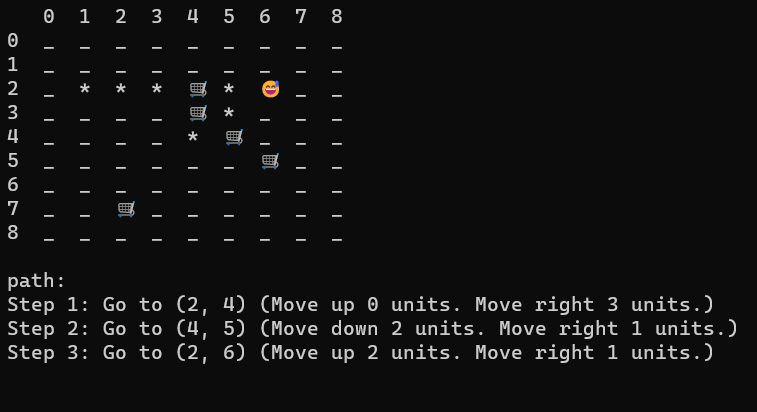 0 1 2 3 4 5 6 7 8
0 _ _ _ _ _ _ _ _ _
1 _ _ _ _ _ _ _ _ _
2 _ * * * 🛒 * 😅 _ _
3 _ _ _ _ 🛒 * _ _ _
4 _ _ _ _ * 🛒 _ _ _
5 _ _ _ _ _ _ 🛒 _ _
6 _ _ _ _ _ _ _ _ _
7 _ _ 🛒 _ _ _ _ _ _
8 _ _ _ _ _ _ _ _ _
path:
Step 1: Go to (2, 4) (Move up 0 units. Move right 3 units.)
Step 2: Go to (4, 5) (Move down 2 units. Move right 1 units.)
Step 3: Go to (2, 6) (Move up 2 units. Move right 1 units.)